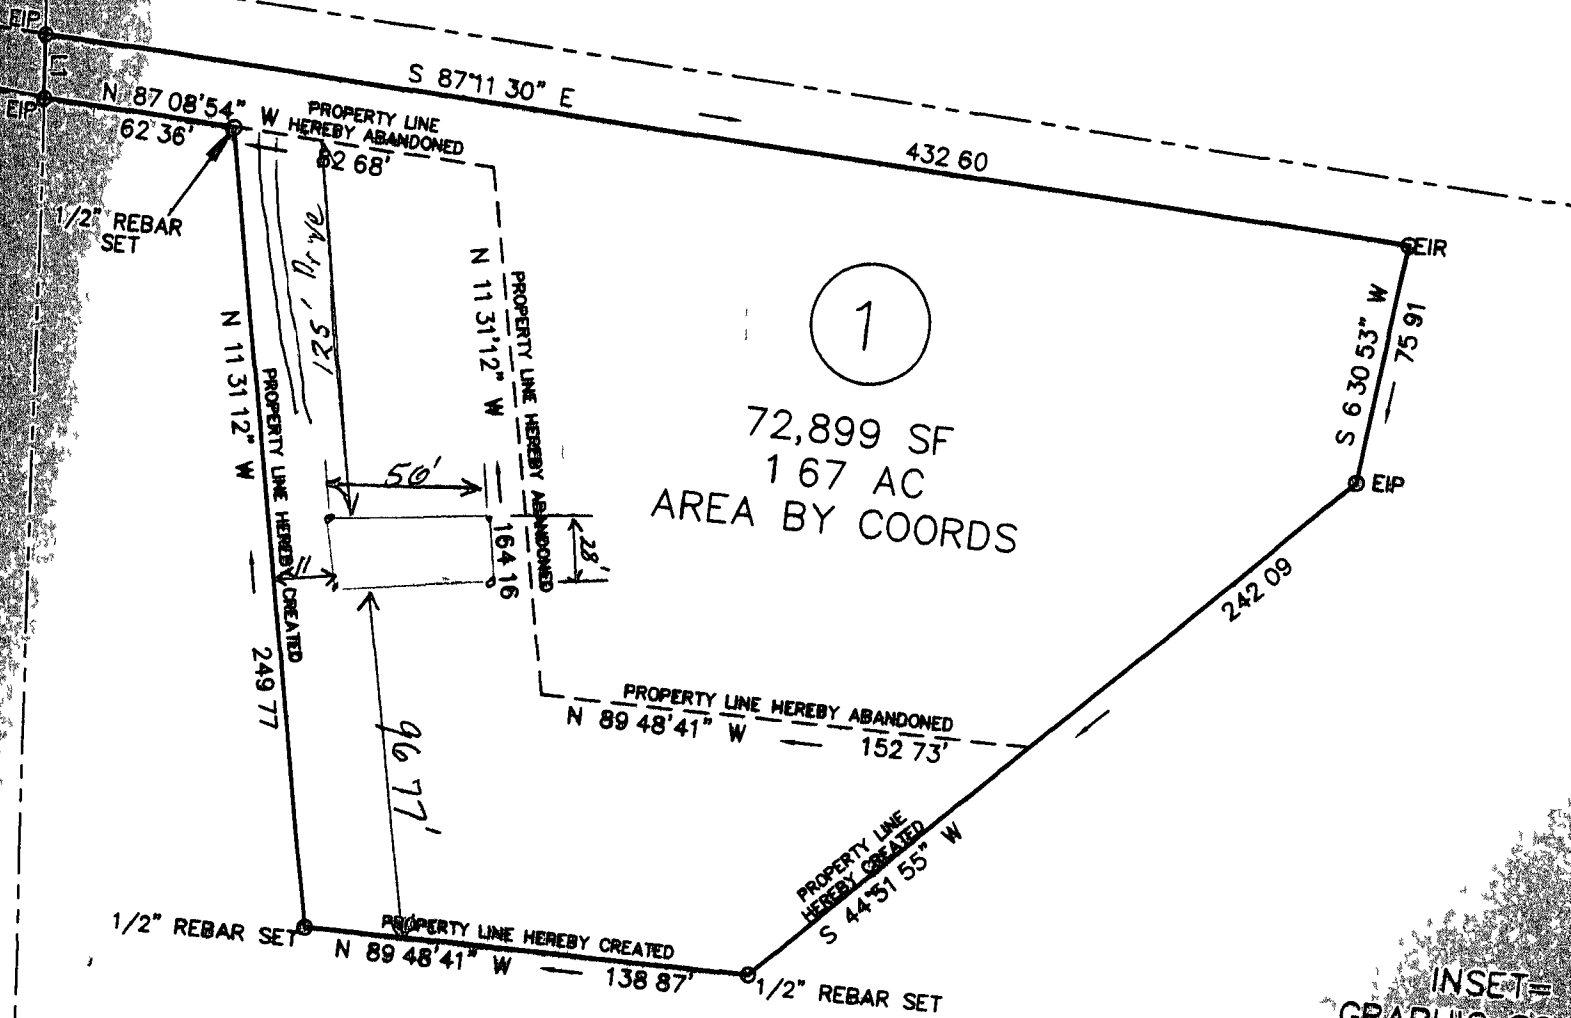 EIP
L1
S 87°11 30" E
432 60
EIP
N 87 08'54" W
62 36'
PROPERTY LINE
HEREBY ABANDONED
82 68'
1/2" REBAR
SET
125' Drive
N 11 31'12" W
164 16
PROPERTY LINE HEREBY ABANDONED
N 11 31 12" W
249 77
PROPERTY LINE HEREBY CREATED
50'
28'
11
96 77'
1
72,899 SF
1 67 AC
AREA BY COORDS
EIR
S 6 30 53" W
75 91
EIP
242 09
PROPERTY LINE HEREBY ABANDONED
N 89 48'41" W
152 73'
PROPERTY LINE
HEREBY CREATED
S 44°51 55" W
1/2" REBAR SET
PROPERTY LINE HEREBY CREATED
N 89 48'41" W
138 87'
1/2" REBAR SET
INSET=